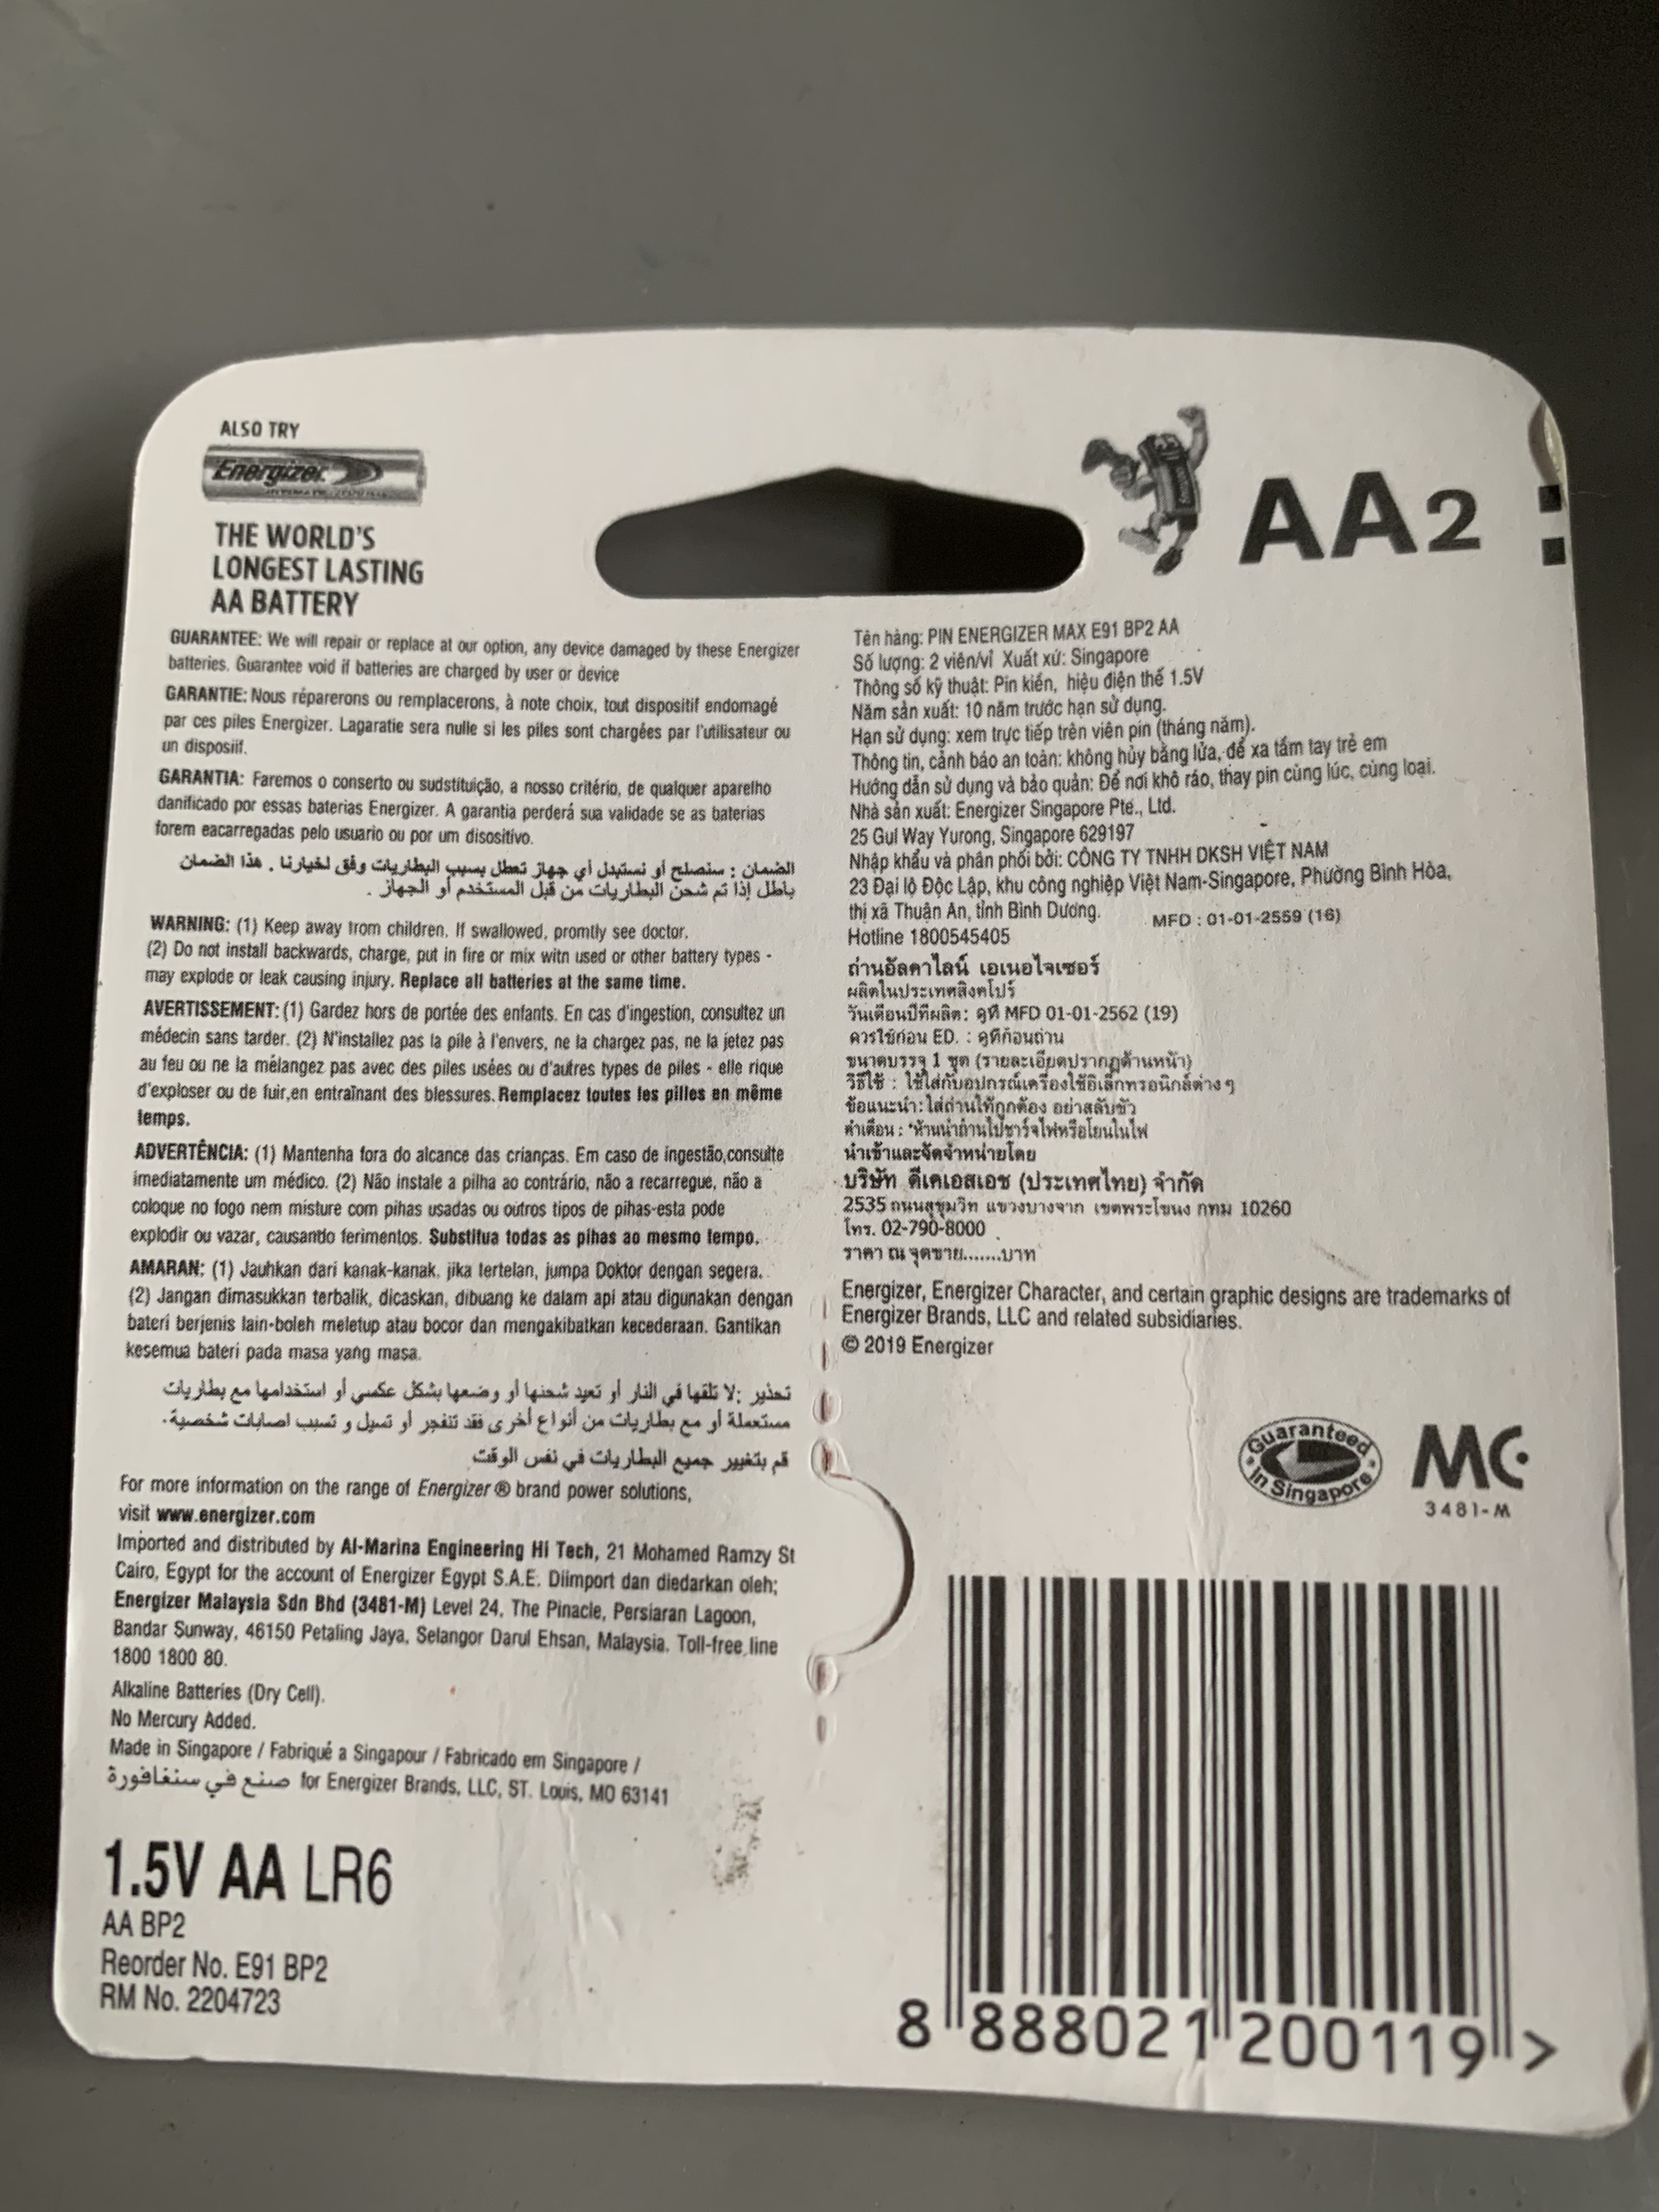 ALSO TRY
Energizer
THE WORLD'S
LONGEST LASTING
AA BATTERY
GUARANTEE: We will repair or replace at our option, any device damaged by these Energizer
batteries. Guarantee void if batteries are charged by user or device
GARANTIE: Nous réparerons ou remplacerons, à note choix, tout dispositif endomagé
par ces piles Energizer. Lagaratie sera nulle si les piles sont chargées par l'utilisateur ou
un disposiif.
GARANTIA: Faremos o conserto ou sudstituição, a nosso critério, de qualquer aparelho
danificado por essas baterias Energizer. A garantia perderá sua validade se as baterias
forem eacarregadas pelo usuario ou por um disositivo.
الضمان : سنصلح أو نستبدل أي جهاز تعطل بسبب البطاريات وفق لخيارنا . هذا الضمان
باطل إذا تم شحن البطاريات من قبل المستخدم أو الجهاز .
WARNING: (1) Keep away from children. If swallowed, promtly see doctor.
(2) Do not install backwards, charge, put in fire or mix witn used or other battery types -
may explode or leak causing injury. Replace all batteries at the same time.
AVERTISSEMENT: (1) Gardez hors de portée des enfants. En cas d'ingestion, consultez un
médecin sans tarder. (2) N'installez pas la pile à l'envers, ne la chargez pas, ne la jetez pas
au feu ou ne la mélangez pas avec des piles usées ou d'autres types de piles - elle rique
d'exploser ou de fuir,en entraînant des blessures. Remplacez toutes les pilles en même
temps.
ADVERTÊNCIA: (1) Mantenha fora do alcance das crianças. Em caso de ingestão,consulte
imediatamente um médico. (2) Não instale a pilha ao contrário, não a recarregue, não a
coloque no fogo nem misture com pihas usadas ou outros tipos de pihas-esta pode
explodir ou vazar, causando ferimentos. Substitua todas as pihas ao mesmo tempo.
AMARAN: (1) Jauhkan dari kanak-kanak. jika tertelan, jumpa Doktor dengan segera.
(2) Jangan dimasukkan terbalik, dicaskan, dibuang ke dalam api atau digunakan dengan
bateri berjenis lain-boleh meletup atau bocor dan mengakibatkan kecederaan. Gantikan
kesemua bateri pada masa yang masa.
تحذير :لا تلقها في النار أو تعيد شحنها أو وضعها بشكل عكسي أو استخدامها مع بطاريات
مستعملة أو مع بطاريات من أنواع أخرى فقد تنفجر أو تسيل و تسبب اصابات شخصية.
قم بتغيير جميع البطاريات في نفس الوقت
For more information on the range of Energizer ® brand power solutions,
visit www.energizer.com
Imported and distributed by Al-Marina Engineering Hi Tech, 21 Mohamed Ramzy St
Cairo, Egypt for the account of Energizer Egypt S.A.E. Diimport dan diedarkan oleh;
Energizer Malaysia Sdn Bhd (3481-M) Level 24, The Pinacle, Persiaran Lagoon,
Bandar Sunway, 46150 Petaling Jaya, Selangor Darul Ehsan, Malaysia. Toll-free line
1800 1800 80.
Alkaline Batteries (Dry Cell).
No Mercury Added.
Made in Singapore / Fabriqué a Singapour / Fabricado em Singapore /
صنع في سنغافورة for Energizer Brands, LLC, ST. Louis, MO 63141
1.5V AA LR6
AA BP2
Reorder No. E91 BP2
RM No. 2204723
AA2
Tên hàng: PIN ENERGIZER MAX E91 BP2 AA
Số lượng: 2 viên/vỉ Xuất xứ: Singapore
Thông số kỹ thuật: Pin kiền, hiệu điện thế 1.5V
Năm sản xuất: 10 năm trước hạn sử dụng.
Hạn sử dụng: xem trực tiếp trên viên pin (tháng năm).
Thông tin, cảnh báo an toàn: không hủy bằng lửa, để xa tầm tay trẻ em
Hướng dẫn sử dụng và bảo quản: Để nơi khô ráo, thay pin cùng lúc, cùng loại.
Nhà sản xuất: Energizer Singapore Pte., Ltd.
25 Gul Way Yurong, Singapore 629197
Nhập khẩu và phân phối bởi: CÔNG TY TNHH DKSH VIỆT NAM
23 Đại lộ Độc Lập, khu công nghiệp Việt Nam-Singapore, Phường Bình Hòa,
thị xã Thuận An, tỉnh Bình Dương. MFD : 01-01-2559 (16)
Hotline 1800545405
ถ่านอัลคาไลน์ เอเนอไจเซอร์
ผลิตในประเทศสิงคโปร์
วันเดือนปีที่ผลิต: ดูที่ MFD 01-01-2562 (19)
ควรใช้ก่อน ED. : ดูที่ก้อนถ่าน
ขนาดบรรจุ 1 ชุด (รายละเอียดปรากฏด้านหน้า)
วิธีใช้ : ใช้ใส่กับอุปกรณ์เครื่องใช้อิเล็กทรอนิกส์ต่างๆ
ข้อแนะนำ:ใส่ถ่านให้ถูกต้อง อย่าสลับขั้ว
คำเตือน : *ห้ามนำถ่านไปชาร์จไฟหรือโยนในไฟ
นำเข้าและจัดจำหน่ายโดย
บริษัท ดีเคเอสเอช (ประเทศไทย) จำกัด
2535 ถนนสุขุมวิท แขวงบางจาก เขตพระโขนง กทม 10260
โทร. 02-790-8000
ราคา ณ จุดขาย.......บาท
Energizer, Energizer Character, and certain graphic designs are trademarks of
Energizer Brands, LLC and related subsidiaries.
© 2019 Energizer
Guaranteed
in Singapore
MC
3481-M
8 888021 200119 >